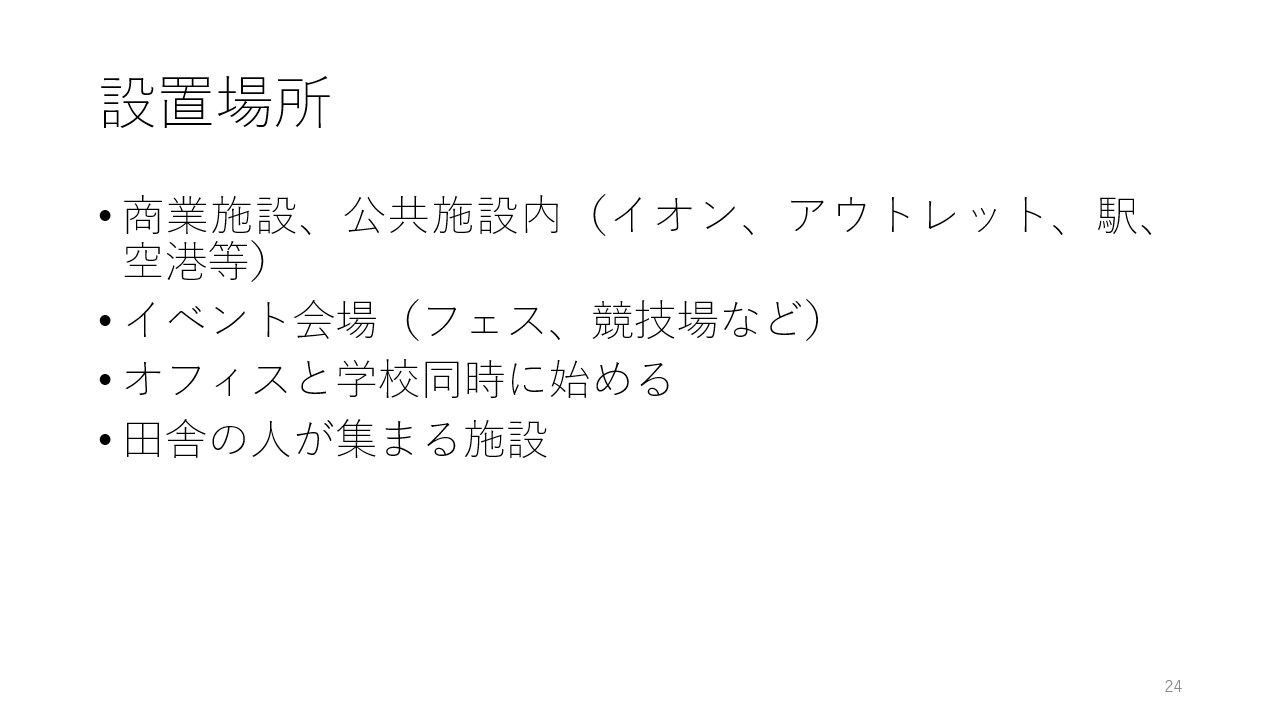 設置場所
• 商業施設、公共施設内（イオン、アウトレット、駅、
空港等）
• イベント会場（フェス、競技場など）
• オフィスと学校同時に始める
• 田舎の人が集まる施設
24